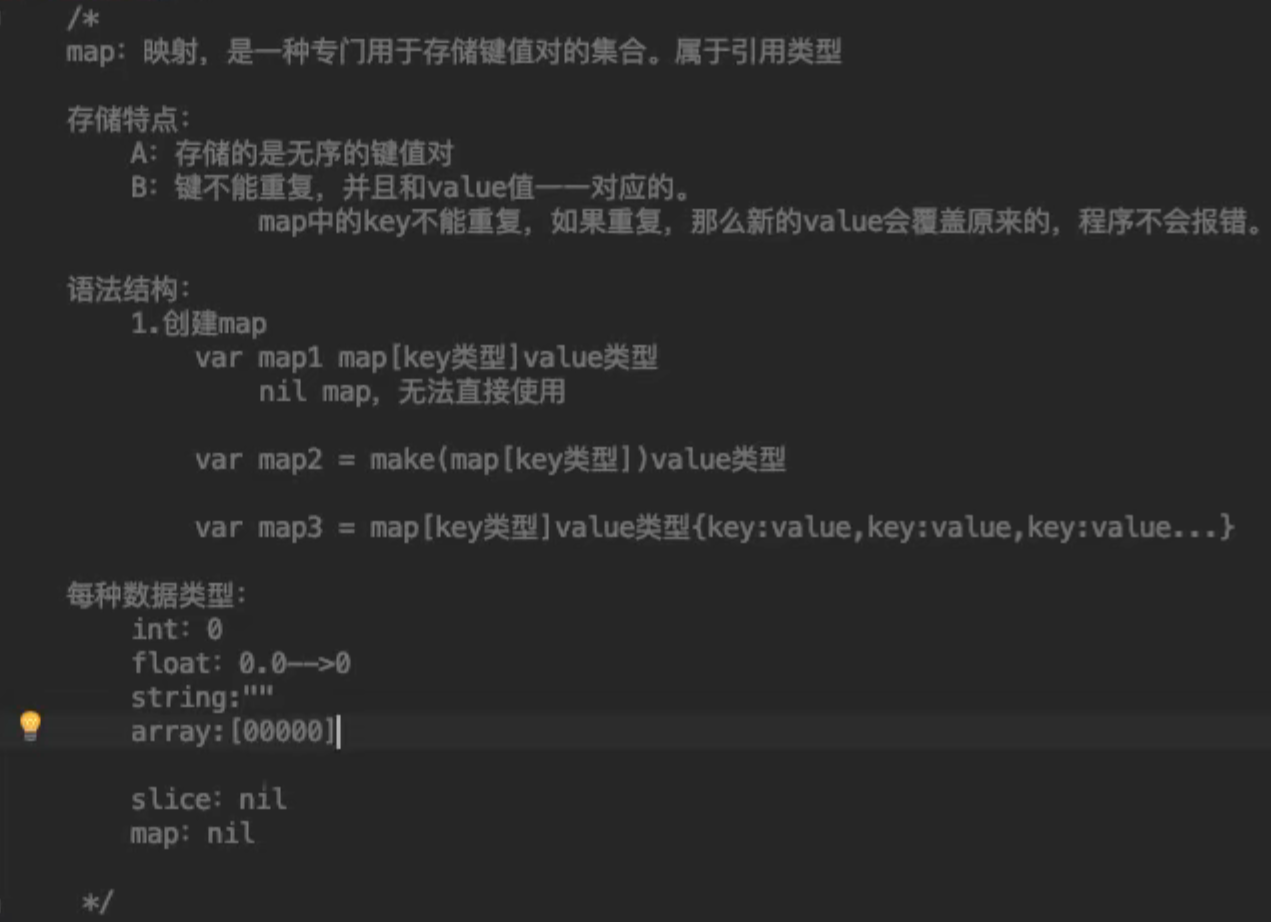 /*
map：映射，是一种专门用于存储键值对的集合。属于引用类型
存储特点：
A：存储的是无序的键值对
B：键不能重复，并且和value值一一对应的。
map中的key不能重复，如果重复，那么新的value会覆盖原来的，程序不会报错。
语法结构：
1.创建map
var map1 map[key类型]value类型
nil map，无法直接使用
var map2 = make(map[key类型])value类型
var map3 = map[key类型]value类型{key:value,key:value,key:value...}
每种数据类型：
int：0
float：0.0-->0
string:""
array:[00000]
slice：nil
map：nil
*/